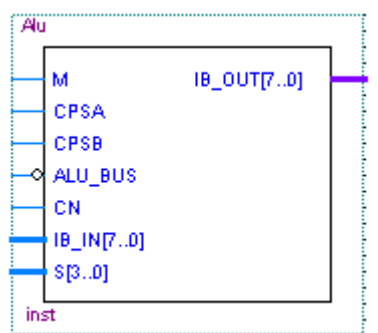 Alu
M IB_OUT[7..0]
CPSA
CPSB
ALU_BUS
CN
IB_IN[7..0]
S[3..0]
inst